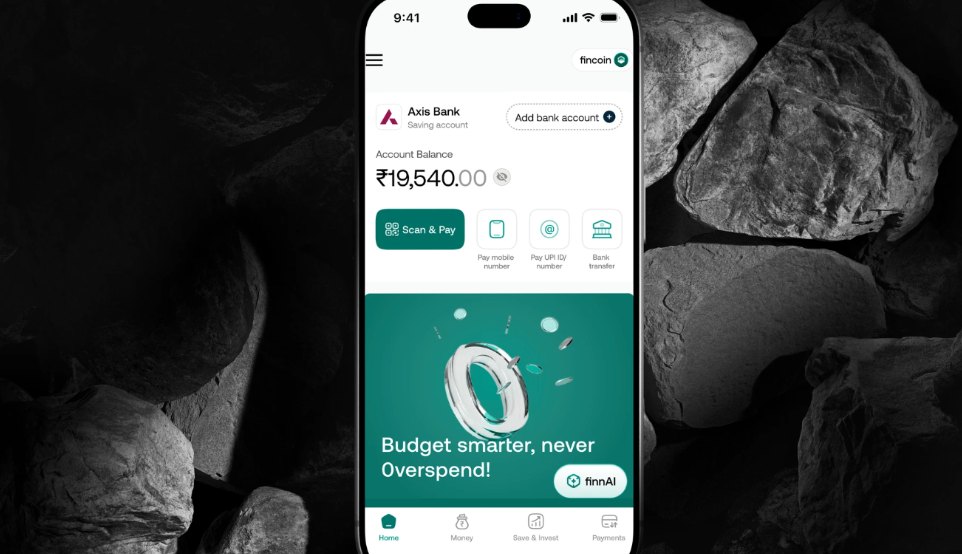 9:41
fincoin
Axis Bank
Saving account
Add bank account
Account Balance
₹19,540.00
Scan & Pay
Pay mobile
number
Pay UPI ID/
number
Bank
transfer
Budget smarter, never
0verspend!
finnAI
Home
Money
Save & Invest
Payments